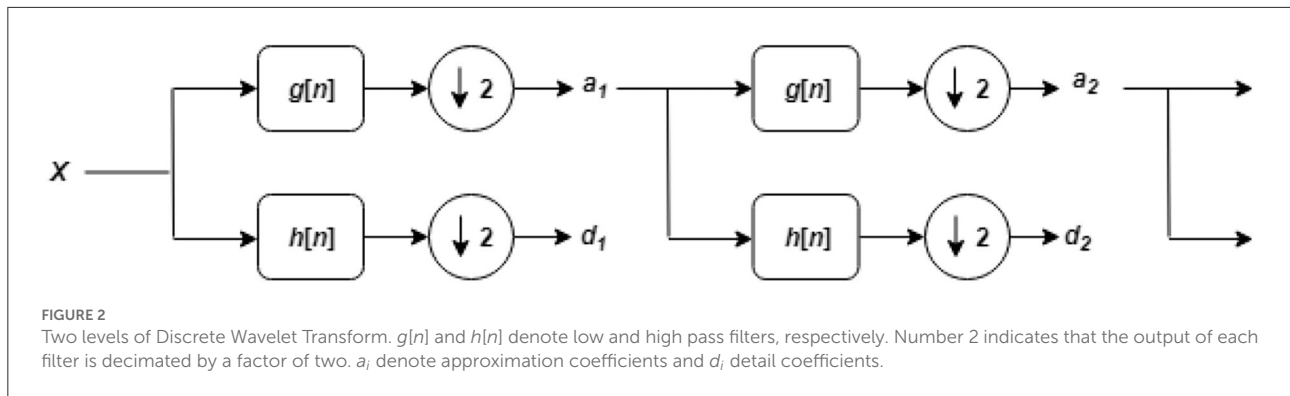 g[n] ↓ 2 a₁ g[n] ↓ 2 a₂
X
h[n] ↓ 2 d₁ h[n] ↓ 2 d₂
FIGURE 2
Two levels of Discrete Wavelet Transform. g[n] and h[n] denote low and high pass filters, respectively. Number 2 indicates that the output of each
filter is decimated by a factor of two. aᵢ denote approximation coefficients and dᵢ detail coefficients.